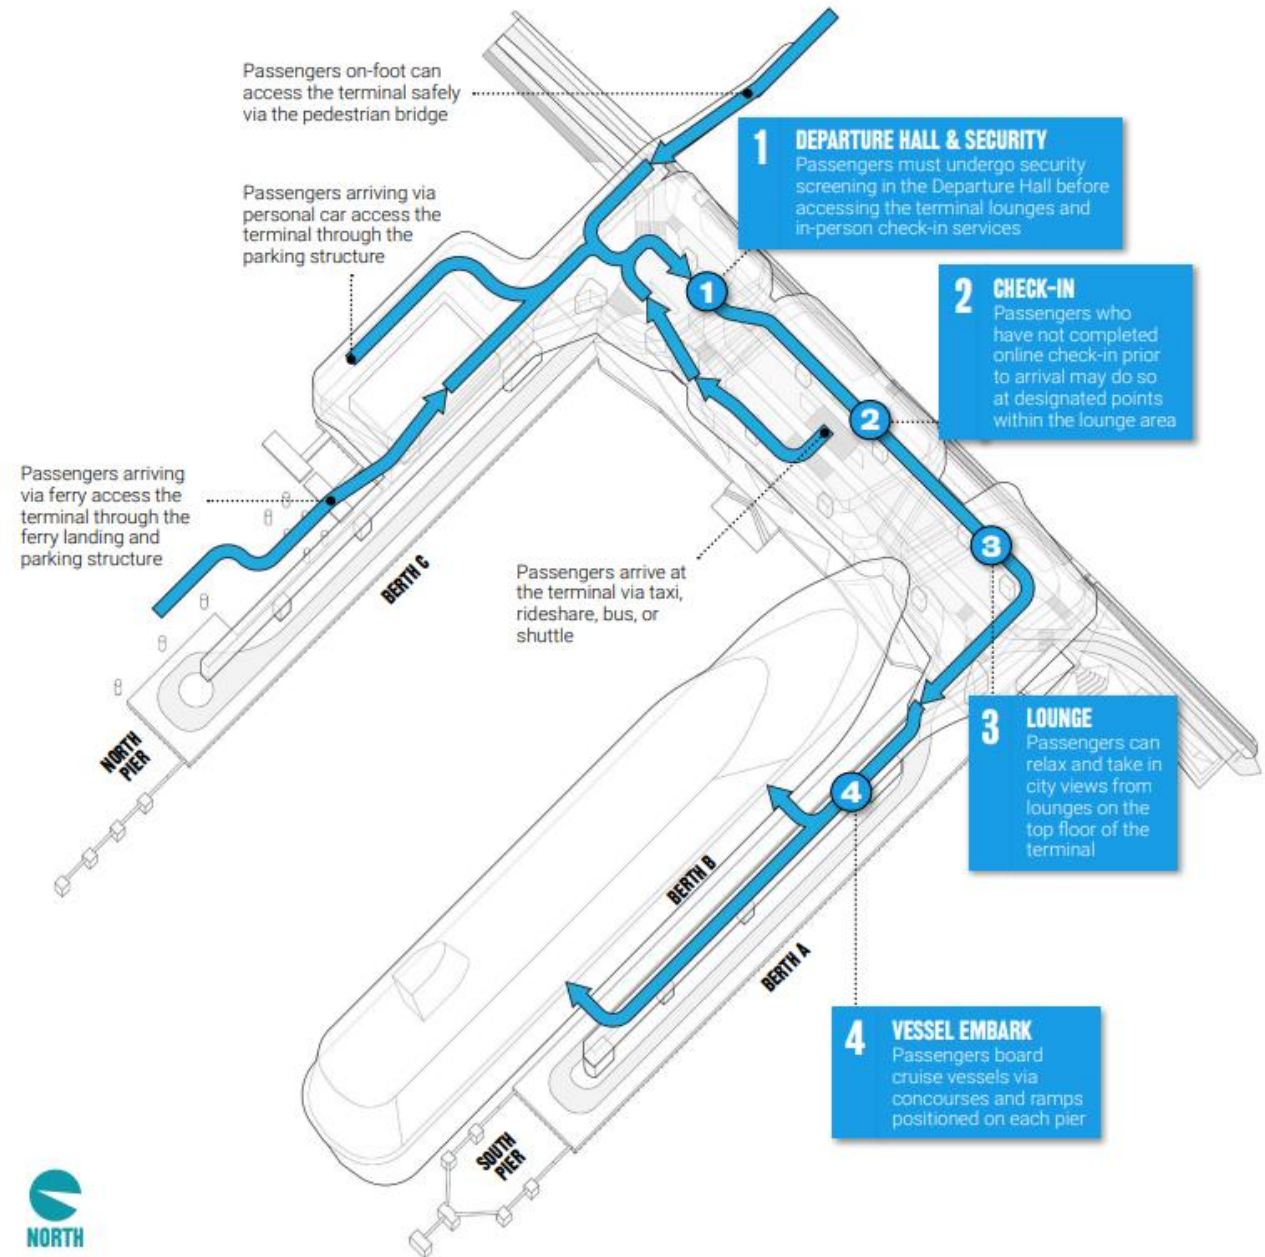 Passengers on-foot can
access the terminal safely
via the pedestrian bridge
1
DEPARTURE HALL & SECURITY
Passengers must undergo security
screening in the Departure Hall before
accessing the terminal lounges and
in-person check-in services
Passengers arriving via
personal car access the
terminal through the
parking structure
1
2
CHECK-IN
Passengers who
have not completed
online check-in prior
to arrival may do so
at designated points
within the lounge area
2
Passengers arriving
via ferry access the
terminal through the
ferry landing and
parking structure
3
BERTH C
Passengers arrive at
the terminal via taxi,
rideshare, bus, or
shuttle
NORTH
PIER
3
LOUNGE
Passengers can
relax and take in
city views from
lounges on the
top floor of the
terminal
4
BERTH B
BERTH A
4
VESSEL EMBARK
Passengers board
cruise vessels via
concourses and ramps
positioned on each pier
SOUTH
PIER
NORTH